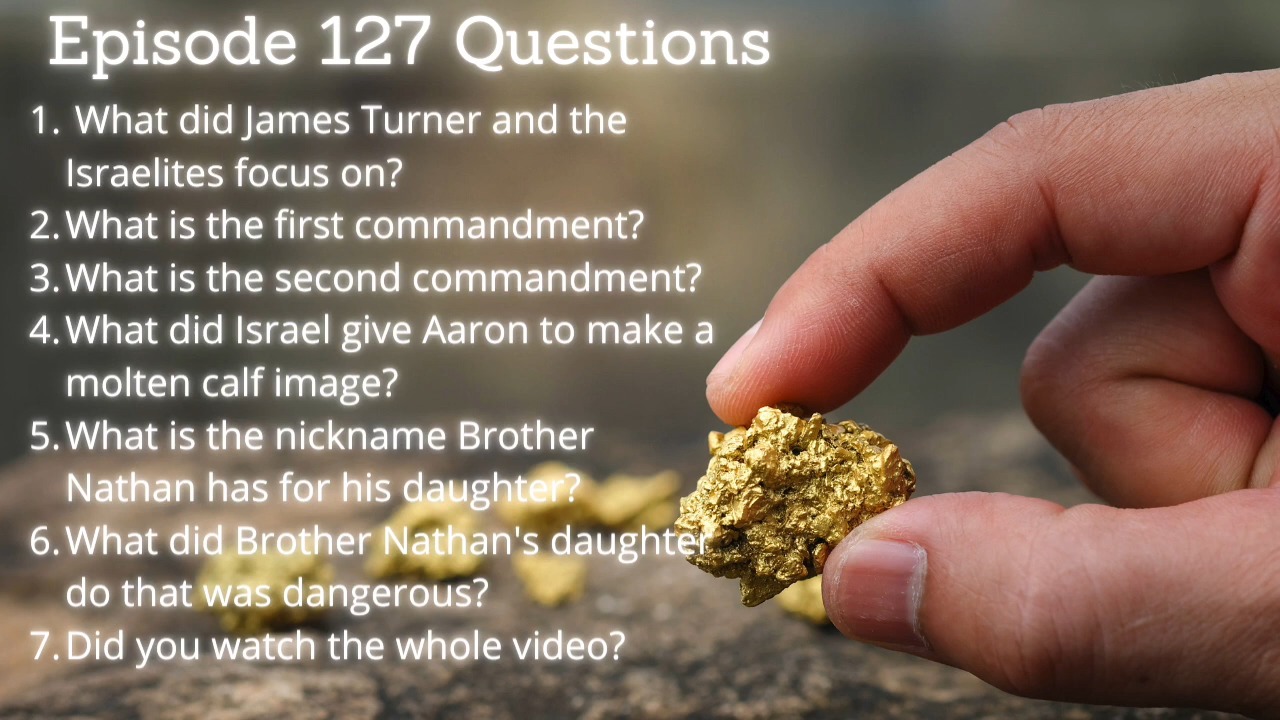 Episode 127 Questions
1. What did James Turner and the
Israelites focus on?
2. What is the first commandment?
3. What is the second commandment?
4. What did Israel give Aaron to make a
molten calf image?
5. What is the nickname Brother
Nathan has for his daughter?
6. What did Brother Nathan's daughter
do that was dangerous?
7. Did you watch the whole video?